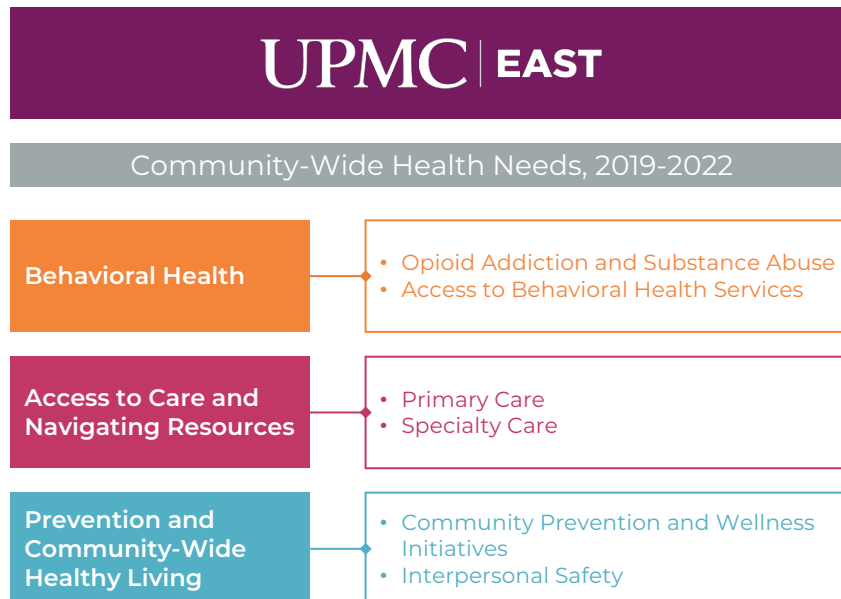 UPMC | EAST
Community-Wide Health Needs, 2019-2022
Behavioral Health
• Opioid Addiction and Substance Abuse
• Access to Behavioral Health Services
Access to Care and
Navigating Resources
• Primary Care
• Specialty Care
Prevention and
Community-Wide
Healthy Living
• Community Prevention and Wellness
Initiatives
• Interpersonal Safety